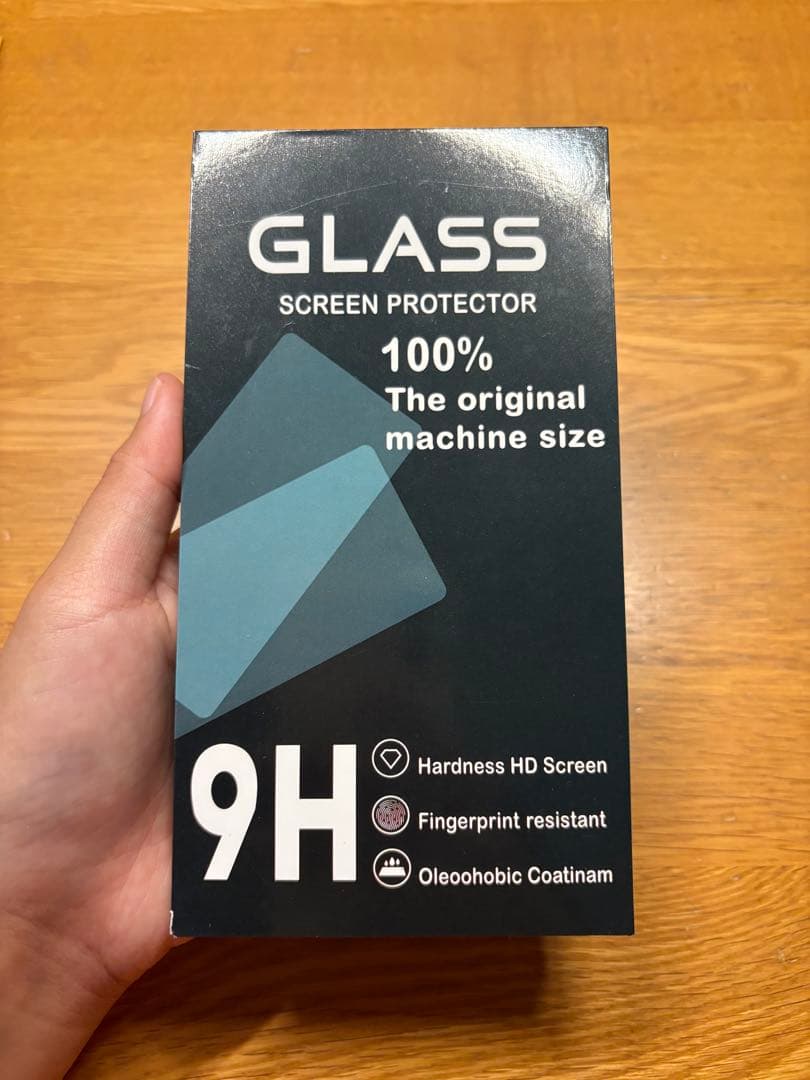 GLASS
SCREEN PROTECTOR
100%
The original
machine size
9H
Hardness HD Screen
Fingerprint resistant
Oleoohobic Coatinam